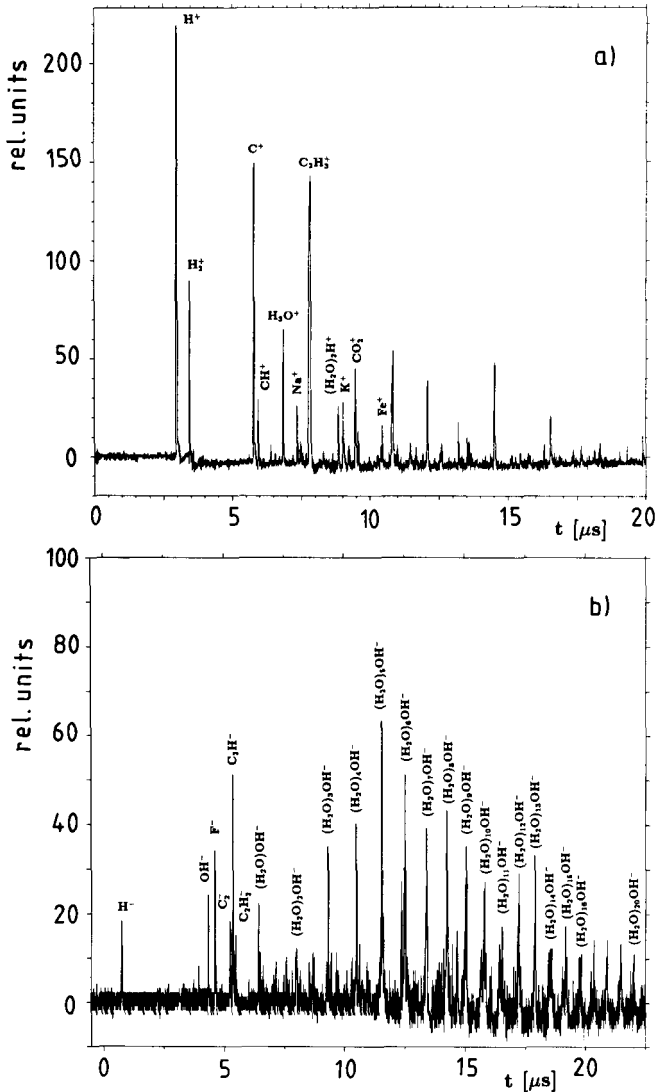 a)
rel. units
200
150
100
50
0
H⁺
H₂⁺
C⁺
CH⁺
H₃O⁺
Na⁺
C₂H₃⁺
(H₂O)₂H⁺
K⁺
CO₂⁺
Fe⁺
0 5 10 15 20
t [μs]
b)
rel. units
100
80
60
40
20
0
H⁻
OH⁻
F⁻
C₂⁻
C₂H⁻
C₂H₂⁻
(H₂O)OH⁻
(H₂O)₂OH⁻
(H₂O)₃OH⁻
(H₂O)₄OH⁻
(H₂O)₅OH⁻
(H₂O)₆OH⁻
(H₂O)₇OH⁻
(H₂O)₈OH⁻
(H₂O)₉OH⁻
(H₂O)₁₀OH⁻
(H₂O)₁₁OH⁻
(H₂O)₁₂OH⁻
(H₂O)₁₃OH⁻
(H₂O)₁₄OH⁻
(H₂O)₁₅OH⁻
(H₂O)₁₆OH⁻
(H₂O)₂₀OH⁻
0 5 10 15 20
t [μs]